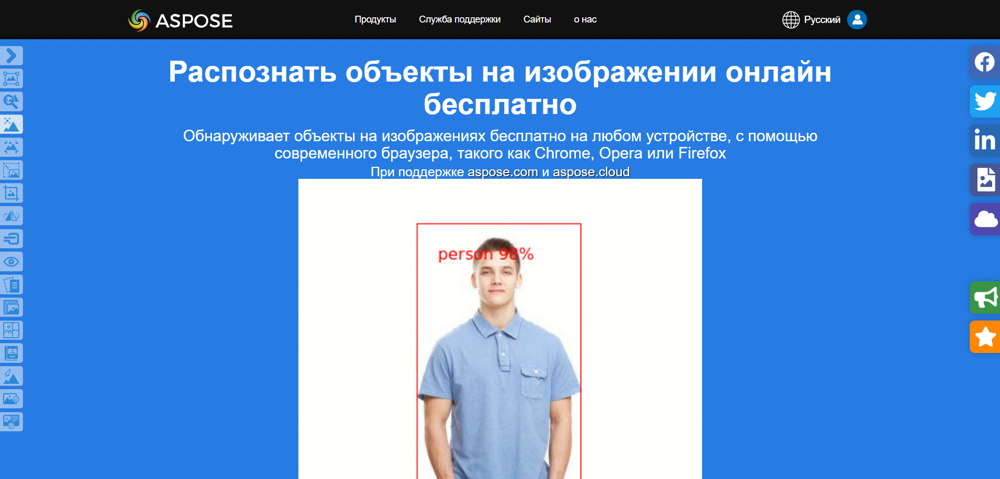 ASPOSE
Продукты
Служба поддержки
Сайты
о нас
Русский
Распознать объекты на изображении онлайн
бесплатно
Обнаруживает объекты на изображениях бесплатно на любом устройстве, с помощью
современного браузера, такого как Chrome, Opera или Firefox
При поддержке aspose.com и aspose.cloud
person 98%